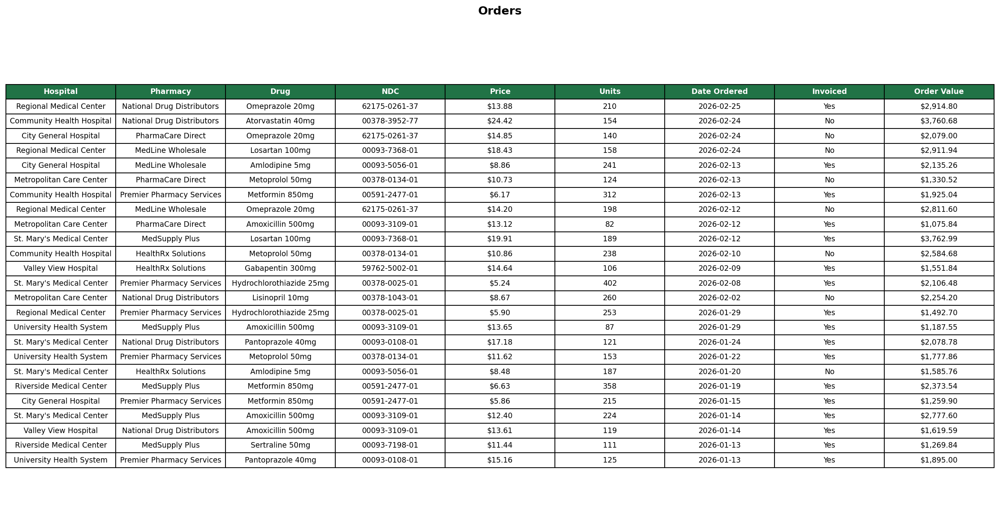 Orders
Hospital Pharmacy Drug NDC Price Units Date Ordered Invoiced Order Value
Regional Medical Center National Drug Distributors Omeprazole 20mg 62175-0261-37 $13.88 210 2026-02-25 Yes $2,914.80
Community Health Hospital National Drug Distributors Atorvastatin 40mg 00378-3952-77 $24.42 154 2026-02-24 No $3,760.68
City General Hospital PharmaCare Direct Omeprazole 20mg 62175-0261-37 $14.85 140 2026-02-24 No $2,079.00
Regional Medical Center MedLine Wholesale Losartan 100mg 00093-7368-01 $18.43 158 2026-02-24 No $2,911.94
City General Hospital MedLine Wholesale Amlodipine 5mg 00093-5056-01 $8.86 241 2026-02-13 Yes $2,135.26
Metropolitan Care Center PharmaCare Direct Metoprolol 50mg 00378-0134-01 $10.73 124 2026-02-13 No $1,330.52
Community Health Hospital Premier Pharmacy Services Metformin 850mg 00591-2477-01 $6.17 312 2026-02-13 Yes $1,925.04
Regional Medical Center MedLine Wholesale Omeprazole 20mg 62175-0261-37 $14.20 198 2026-02-12 No $2,811.60
Metropolitan Care Center PharmaCare Direct Amoxicillin 500mg 00093-3109-01 $13.12 82 2026-02-12 Yes $1,075.84
St. Mary's Medical Center MedSupply Plus Losartan 100mg 00093-7368-01 $19.91 189 2026-02-12 Yes $3,762.99
Community Health Hospital HealthRx Solutions Metoprolol 50mg 00378-0134-01 $10.86 238 2026-02-10 No $2,584.68
Valley View Hospital HealthRx Solutions Gabapentin 300mg 59762-5002-01 $14.64 106 2026-02-09 Yes $1,551.84
St. Mary's Medical Center Premier Pharmacy Services Hydrochlorothiazide 25mg 00378-0025-01 $5.24 402 2026-02-08 Yes $2,106.48
Metropolitan Care Center National Drug Distributors Lisinopril 10mg 00378-1043-01 $8.67 260 2026-02-02 No $2,254.20
Regional Medical Center Premier Pharmacy Services Hydrochlorothiazide 25mg 00378-0025-01 $5.90 253 2026-01-29 Yes $1,492.70
University Health System MedSupply Plus Amoxicillin 500mg 00093-3109-01 $13.65 87 2026-01-29 Yes $1,187.55
St. Mary's Medical Center National Drug Distributors Pantoprazole 40mg 00093-0108-01 $17.18 121 2026-01-24 Yes $2,078.78
University Health System Premier Pharmacy Services Metoprolol 50mg 00378-0134-01 $11.62 153 2026-01-22 Yes $1,777.86
St. Mary's Medical Center HealthRx Solutions Amlodipine 5mg 00093-5056-01 $8.48 187 2026-01-20 No $1,585.76
Riverside Medical Center MedSupply Plus Metformin 850mg 00591-2477-01 $6.63 358 2026-01-19 Yes $2,373.54
City General Hospital Premier Pharmacy Services Metformin 850mg 00591-2477-01 $5.86 215 2026-01-15 Yes $1,259.90
St. Mary's Medical Center MedSupply Plus Amoxicillin 500mg 00093-3109-01 $12.40 224 2026-01-14 Yes $2,777.60
Valley View Hospital National Drug Distributors Amoxicillin 500mg 00093-3109-01 $13.61 119 2026-01-14 Yes $1,619.59
Riverside Medical Center MedSupply Plus Sertraline 50mg 00093-7198-01 $11.44 111 2026-01-13 Yes $1,269.84
University Health System Premier Pharmacy Services Pantoprazole 40mg 00093-0108-01 $15.16 125 2026-01-13 Yes $1,895.00